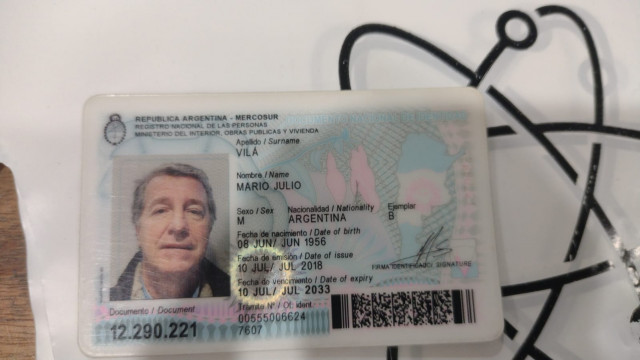 REPUBLICA ARGENTINA - MERCOSUR
REGISTRO NACIONAL DE LAS PERSONAS
MINISTERIO DEL INTERIOR, OBRAS PUBLICAS Y VIVIENDA
Apellido / Surname
VILÁ
Nombre / Name
MARIO JULIO
Sexo / Sex Nacionalidad / Nationality Ejemplar
M ARGENTINA B
Fecha de nacimiento / Date of birth
08 JUN/ JUN 1956
Fecha de emisión / Date of issue
10 JUL/ JUL 2018
FIRMA IDENTIFICADO / SIGNATURE
Fecha de vencimiento / Date of expiry
10 JUL/ JUL 2033
Documento / Document
12.290.221
Trámite Nº / Of. ident.
00555006624
7607